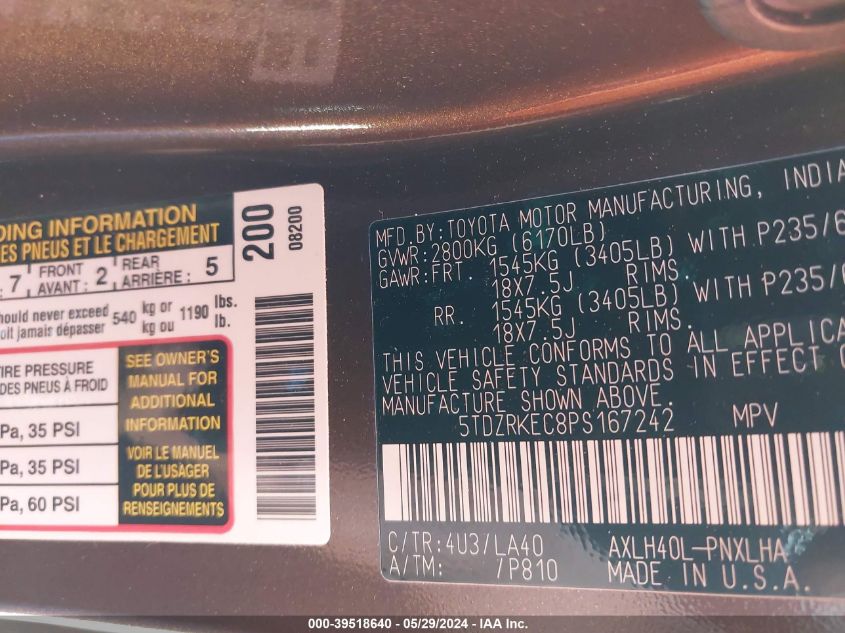 DING INFORMATION
DES PNEUS ET LE CHARGEMENT
7 FRONT AVANT : 2 REAR ARRIÈRE : 5
should never exceed 540 kg or 1190 lbs.
oit jamais dépasser kg ou lb.
TIRE PRESSURE
DES PNEUS À FROID
Pa, 35 PSI
Pa, 35 PSI
Pa, 60 PSI
SEE OWNER'S
MANUAL FOR
ADDITIONAL
INFORMATION
VOIR LE MANUEL
DE L'USAGER
POUR PLUS DE
RENSEIGNEMENTS
200
08200
MFD.BY:TOYOTA MOTOR MANUFACTURING, INDIA
GVWR:2800KG (6170LB)
GAWR:FRT. 1545KG (3405LB) WITH P235/6
18X7.5J RIMS.
RR. 1545KG (3405LB) WITH P235/6
18X7.5J RIMS.
THIS VEHICLE CONFORMS TO ALL APPLICA
VEHICLE SAFETY STANDARDS IN EFFECT O
MANUFACTURE SHOWN ABOVE.
5TDZRKEC8PS167242 MPV
C/TR:4U3/LA40 AXLH40L-PNXLHA
A/TM: /P810 MADE IN U.S.A.
000-39518640 - 05/29/2024 - IAA Inc.